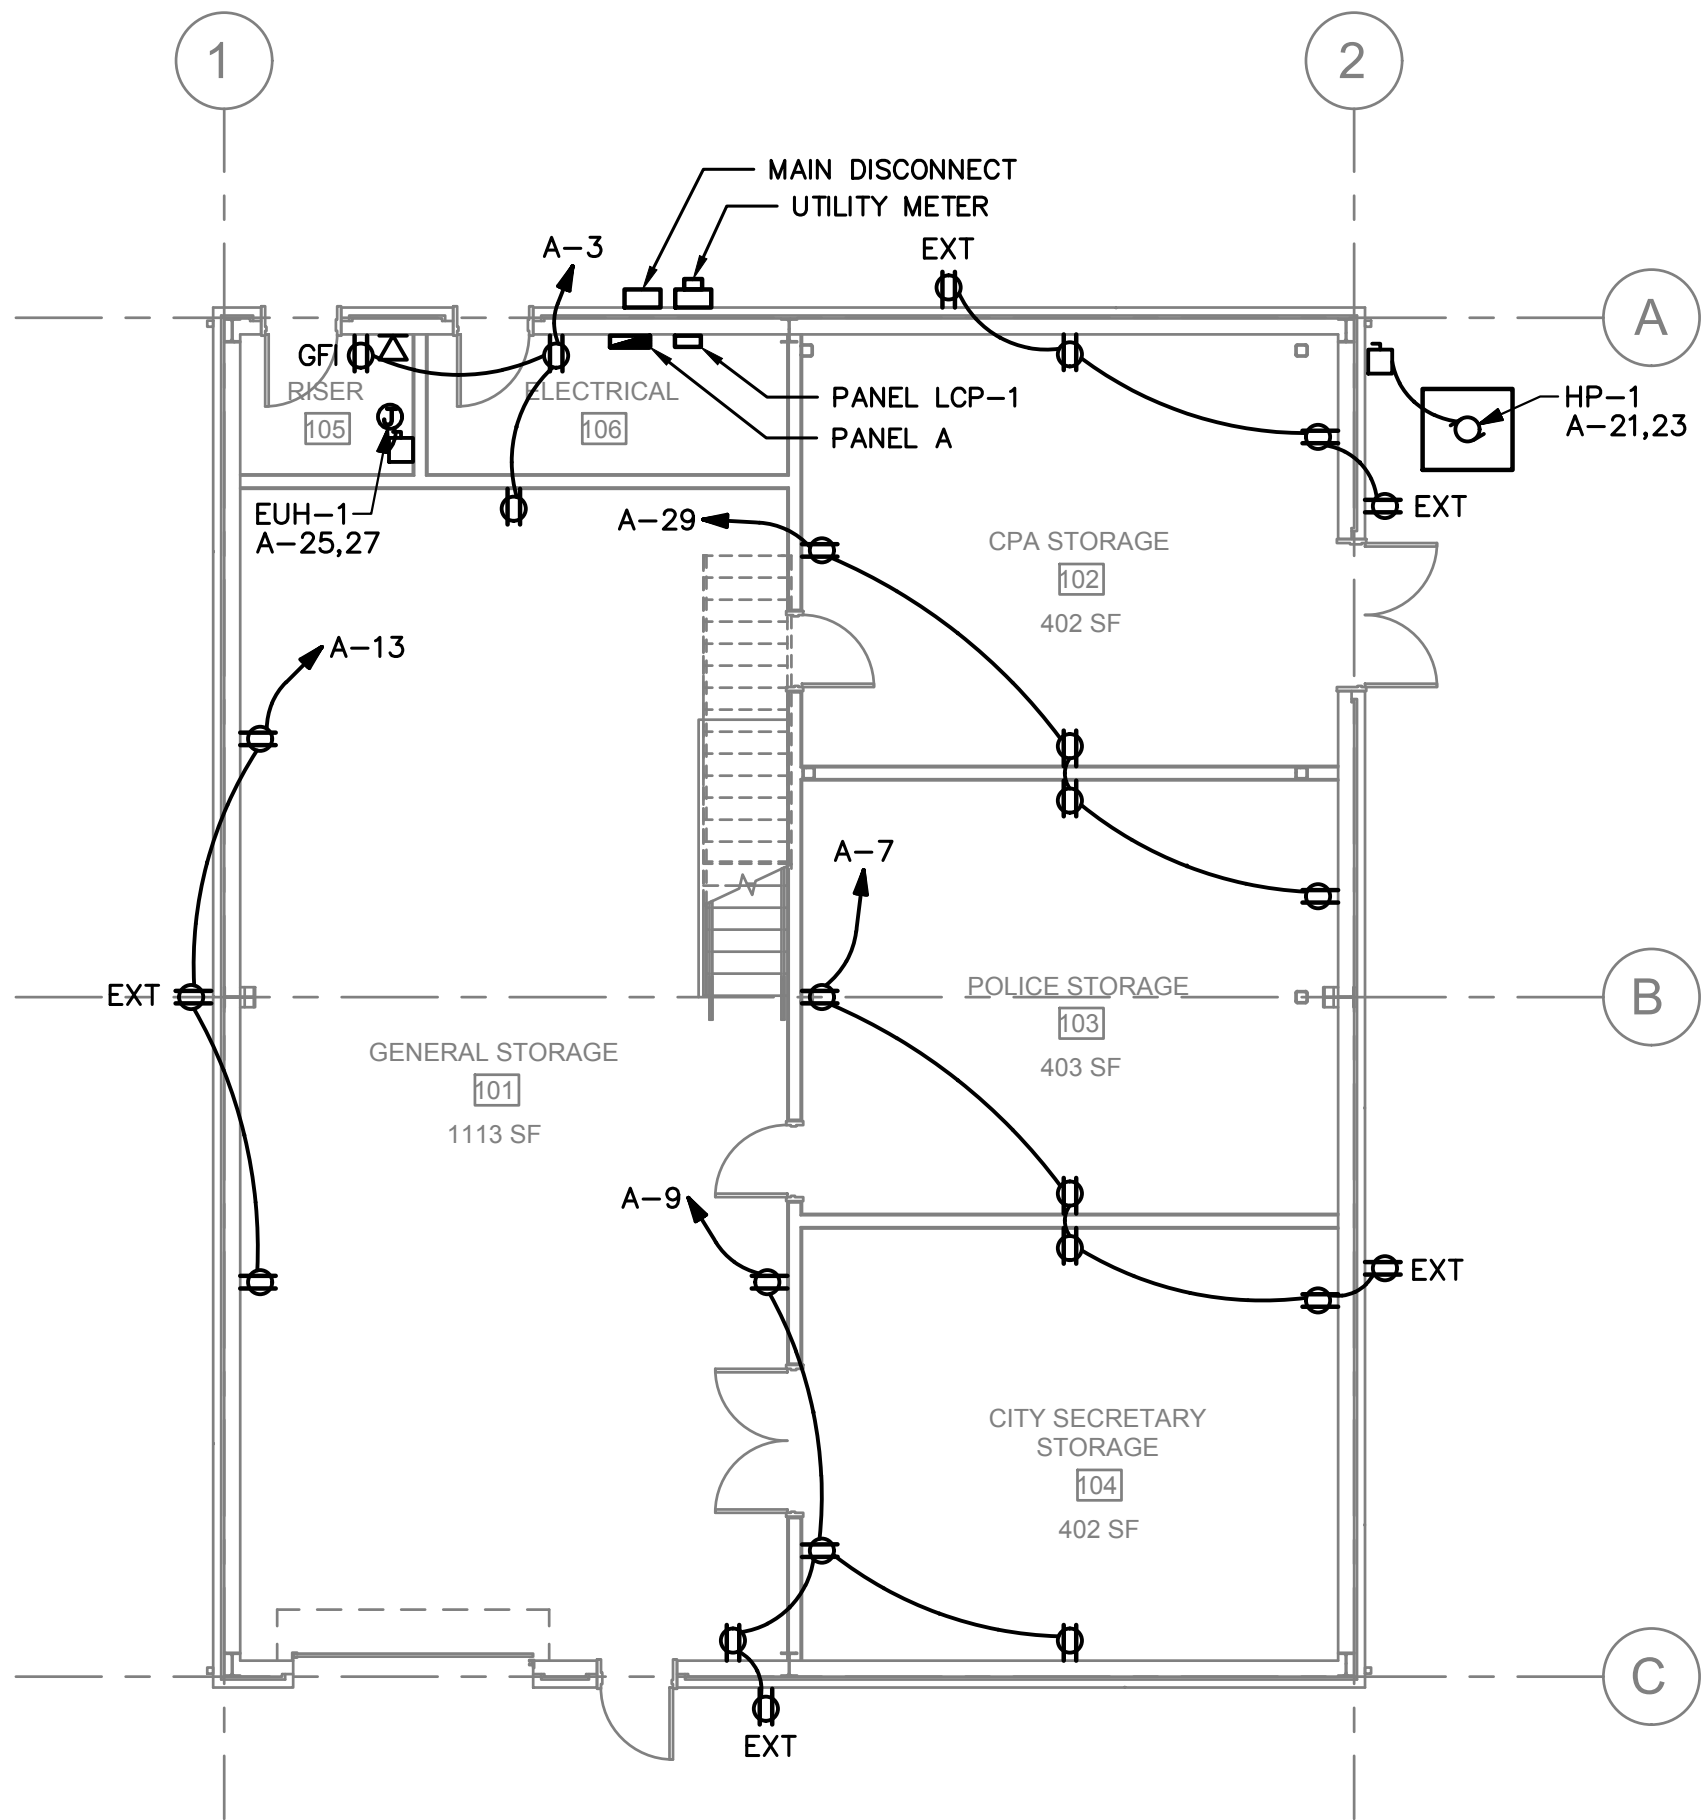 1
2
MAIN DISCONNECT
UTILITY METER
A-3
EXT
A
GFI
RISER
105
ELECTRICAL
106
PANEL LCP-1
PANEL A
HP-1
A-21,23
J
EUH-1
A-25,27
A-29
EXT
CPA STORAGE
102
402 SF
A-13
A-7
EXT
POLICE STORAGE
103
403 SF
B
GENERAL STORAGE
101
1113 SF
A-9
EXT
CITY SECRETARY
STORAGE
104
402 SF
C
EXT